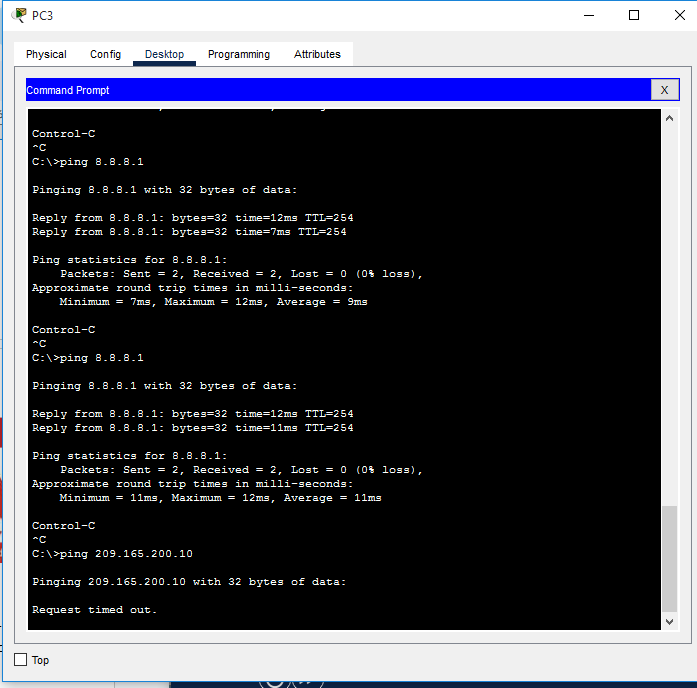 PC3
Physical Config Desktop Programming Attributes
Command Prompt X
Control-C
^C
C:\>ping 8.8.8.1
Pinging 8.8.8.1 with 32 bytes of data:
Reply from 8.8.8.1: bytes=32 time=12ms TTL=254
Reply from 8.8.8.1: bytes=32 time=7ms TTL=254
Ping statistics for 8.8.8.1:
Packets: Sent = 2, Received = 2, Lost = 0 (0% loss),
Approximate round trip times in milli-seconds:
Minimum = 7ms, Maximum = 12ms, Average = 9ms
Control-C
^C
C:\>ping 8.8.8.1
Pinging 8.8.8.1 with 32 bytes of data:
Reply from 8.8.8.1: bytes=32 time=12ms TTL=254
Reply from 8.8.8.1: bytes=32 time=11ms TTL=254
Ping statistics for 8.8.8.1:
Packets: Sent = 2, Received = 2, Lost = 0 (0% loss),
Approximate round trip times in milli-seconds:
Minimum = 11ms, Maximum = 12ms, Average = 11ms
Control-C
^C
C:\>ping 209.165.200.10
Pinging 209.165.200.10 with 32 bytes of data:
Request timed out.
Top